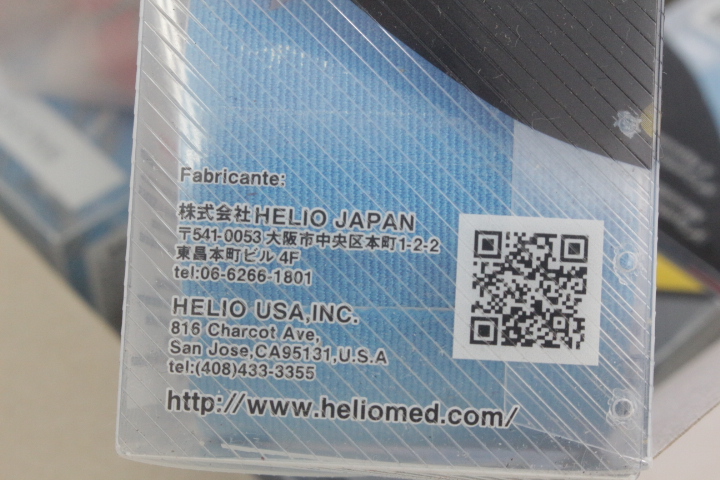 Fabricante:
株式会社HELIO JAPAN
〒541-0053 大阪市中央区本町1-2-2
東昌本町ビル 4F
tel:06-6266-1801
HELIO USA,INC.
816 Charcot Ave,
San Jose,CA95131,U.S.A
tel:(408)433-3355
http://www.heliomed.com/